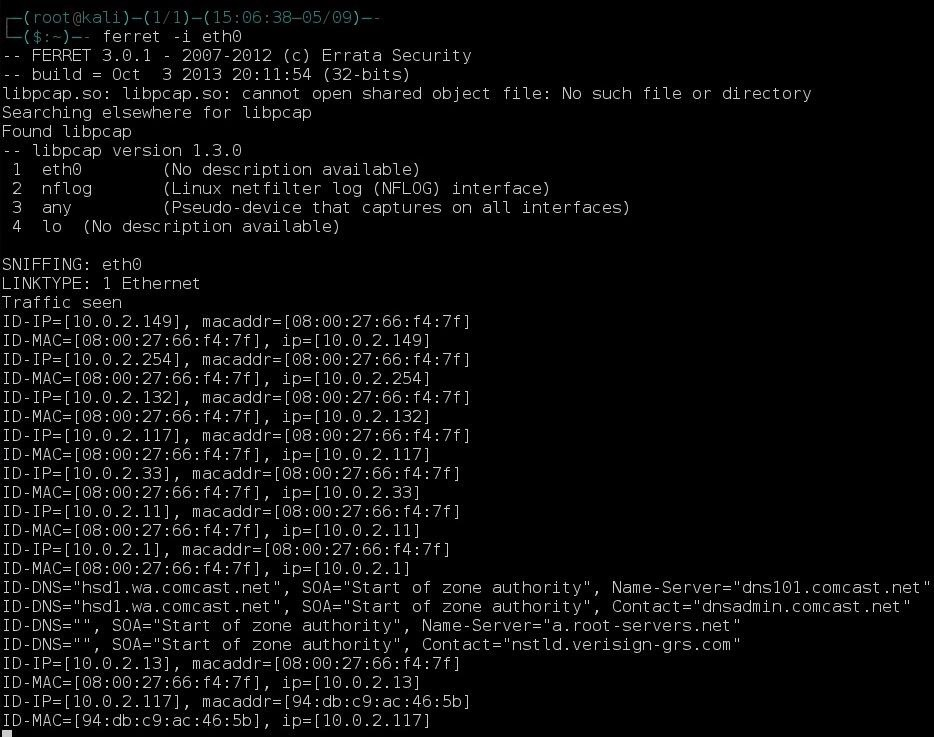 ┌─(root@kali)─(1/1)─(15:06:38─05/09)─-
└─($:~)─- ferret -i eth0
-- FERRET 3.0.1 - 2007-2012 (c) Errata Security
-- build = Oct  3 2013 20:11:54 (32-bits)
libpcap.so: libpcap.so: cannot open shared object file: No such file or directory
Searching elsewhere for libpcap
Found libpcap
-- libpcap version 1.3.0
 1  eth0        (No description available)
 2  nflog       (Linux netfilter log (NFLOG) interface)
 3  any         (Pseudo-device that captures on all interfaces)
 4  lo  (No description available)

SNIFFING: eth0
LINKTYPE: 1 Ethernet
Traffic seen
ID-IP=[10.0.2.149], macaddr=[08:00:27:66:f4:7f]
ID-MAC=[08:00:27:66:f4:7f], ip=[10.0.2.149]
ID-IP=[10.0.2.254], macaddr=[08:00:27:66:f4:7f]
ID-MAC=[08:00:27:66:f4:7f], ip=[10.0.2.254]
ID-IP=[10.0.2.132], macaddr=[08:00:27:66:f4:7f]
ID-MAC=[08:00:27:66:f4:7f], ip=[10.0.2.132]
ID-IP=[10.0.2.117], macaddr=[08:00:27:66:f4:7f]
ID-MAC=[08:00:27:66:f4:7f], ip=[10.0.2.117]
ID-IP=[10.0.2.33], macaddr=[08:00:27:66:f4:7f]
ID-MAC=[08:00:27:66:f4:7f], ip=[10.0.2.33]
ID-IP=[10.0.2.11], macaddr=[08:00:27:66:f4:7f]
ID-MAC=[08:00:27:66:f4:7f], ip=[10.0.2.11]
ID-IP=[10.0.2.1], macaddr=[08:00:27:66:f4:7f]
ID-MAC=[08:00:27:66:f4:7f], ip=[10.0.2.1]
ID-DNS="hsd1.wa.comcast.net", SOA="Start of zone authority", Name-Server="dns101.comcast.net"
ID-DNS="hsd1.wa.comcast.net", SOA="Start of zone authority", Contact="dnsadmin.comcast.net"
ID-DNS="", SOA="Start of zone authority", Name-Server="a.root-servers.net"
ID-DNS="", SOA="Start of zone authority", Contact="nstld.verisign-grs.com"
ID-IP=[10.0.2.13], macaddr=[08:00:27:66:f4:7f]
ID-MAC=[08:00:27:66:f4:7f], ip=[10.0.2.13]
ID-IP=[10.0.2.117], macaddr=[94:db:c9:ac:46:5b]
ID-MAC=[94:db:c9:ac:46:5b], ip=[10.0.2.117]